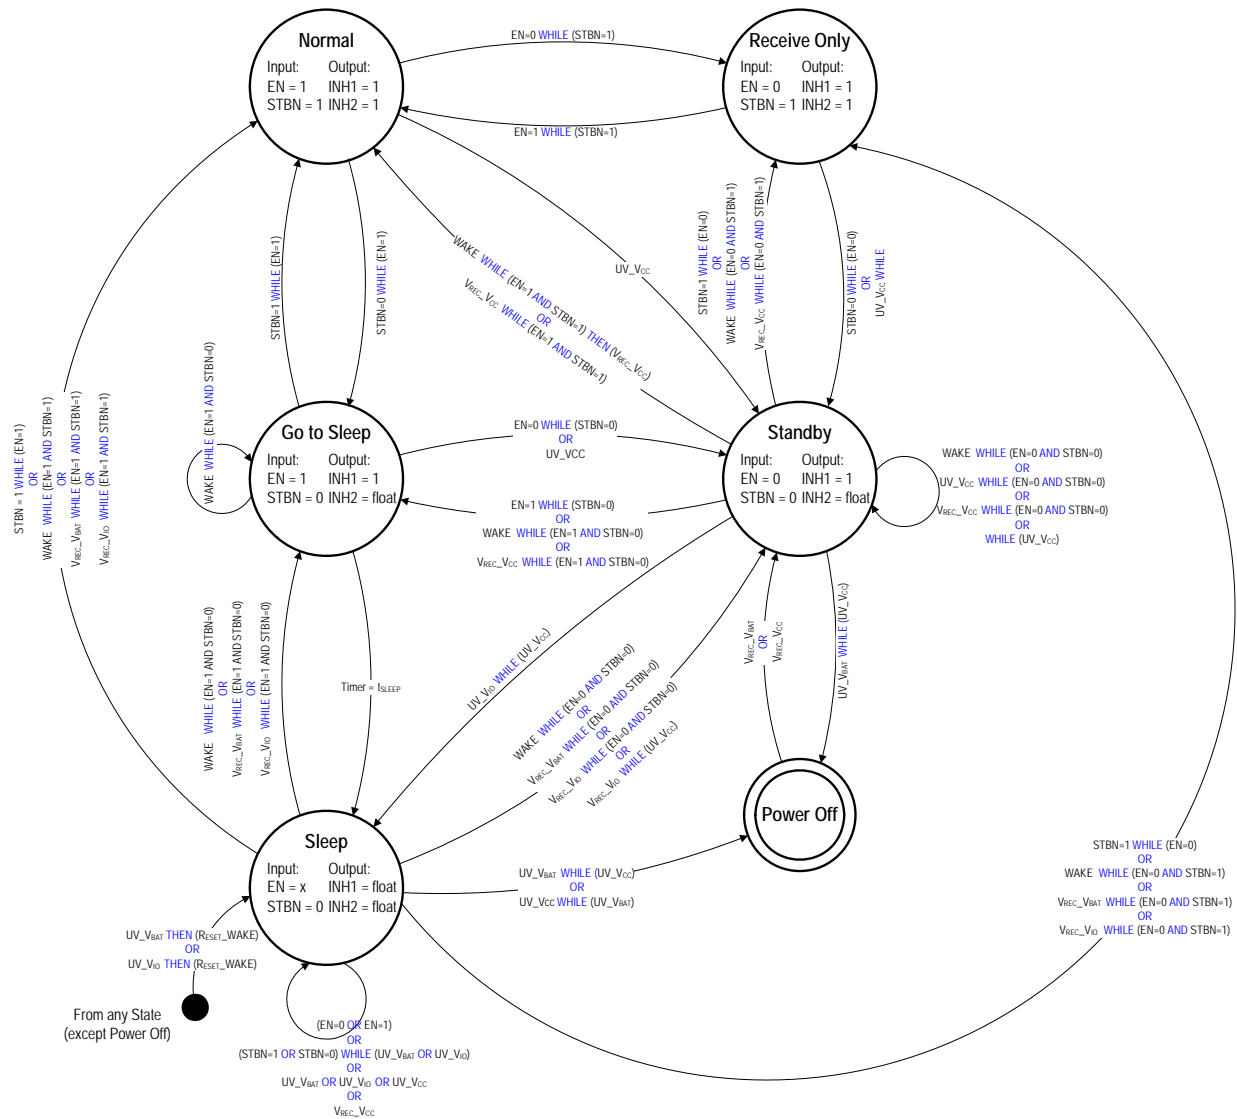 Normal
Input: Output:
EN = 1 INH1 = 1
STBN = 1 INH2 = 1
EN=0 WHILE (STBN=1)
EN=1 WHILE (STBN=1)
Receive Only
Input: Output:
EN = 0 INH1 = 1
STBN = 1 INH2 = 1
STBN=1 WHILE (EN=1)
STBN=0 WHILE (EN=1)
WAKE WHILE (EN=1 AND STBN=1) THEN (VREC_VCC)
OR
VREC_VCC WHILE (EN=1 AND STBN=1)
UV_VCC
STBN=1 WHILE (EN=0)
OR
WAKE WHILE (EN=0 AND STBN=1)
OR
VREC_VCC WHILE (EN=0 AND STBN=1)
STBN=0 WHILE (EN=0)
OR
UV_VCC WHILE
STBN = 1 WHILE (EN=1)
OR
WAKE WHILE (EN=1 AND STBN=1)
OR
VREC_VBAT WHILE (EN=1 AND STBN=1)
OR
VREC_VIO WHILE (EN=1 AND STBN=1)
WAKE WHILE (EN=1 AND STBN=0)
Go to Sleep
Input: Output:
EN = 1 INH1 = 1
STBN = 0 INH2 = float
EN=0 WHILE (STBN=0)
OR
UV_VCC
EN=1 WHILE (STBN=0)
OR
WAKE WHILE (EN=1 AND STBN=0)
OR
VREC_VCC WHILE (EN=1 AND STBN=0)
Standby
Input: Output:
EN = 0 INH1 = 1
STBN = 0 INH2 = float
WAKE WHILE (EN=0 AND STBN=0)
OR
UV_VCC WHILE (EN=0 AND STBN=0)
OR
VREC_VCC WHILE (EN=0 AND STBN=0)
OR
WHILE (UV_VCC)
WAKE WHILE (EN=1 AND STBN=0)
OR
VREC_VBAT WHILE (EN=1 AND STBN=0)
OR
VREC_VIO WHILE (EN=1 AND STBN=0)
Timer = tSLEEP
UV_VIO WHILE (UV_VCC)
WAKE WHILE (EN=0 AND STBN=0)
OR
VREC_VBAT WHILE (EN=0 AND STBN=0)
OR
VREC_VIO WHILE (EN=0 AND STBN=0)
OR
VREC_VIO WHILE (UV_VCC)
VREC_VBAT
OR
VREC_VCC
UV_VBAT WHILE (UV_VCC)
Power Off
Sleep
Input: Output:
EN = x INH1 = float
STBN = 0 INH2 = float
UV_VBAT WHILE (UV_VCC)
OR
UV_VCC WHILE (UV_VBAT)
STBN=1 WHILE (EN=0)
OR
WAKE WHILE (EN=0 AND STBN=1)
OR
VREC_VBAT WHILE (EN=0 AND STBN=1)
OR
VREC_VIO WHILE (EN=0 AND STBN=1)
UV_VBAT THEN (RESET_WAKE)
OR
UV_VIO THEN (RESET_WAKE)
From any State
(except Power Off)
(EN=0 OR EN=1)
OR
(STBN=1 OR STBN=0) WHILE (UV_VBAT OR UV_VIO)
OR
UV_VBAT OR UV_VIO OR UV_VCC
OR
VREC_VCC